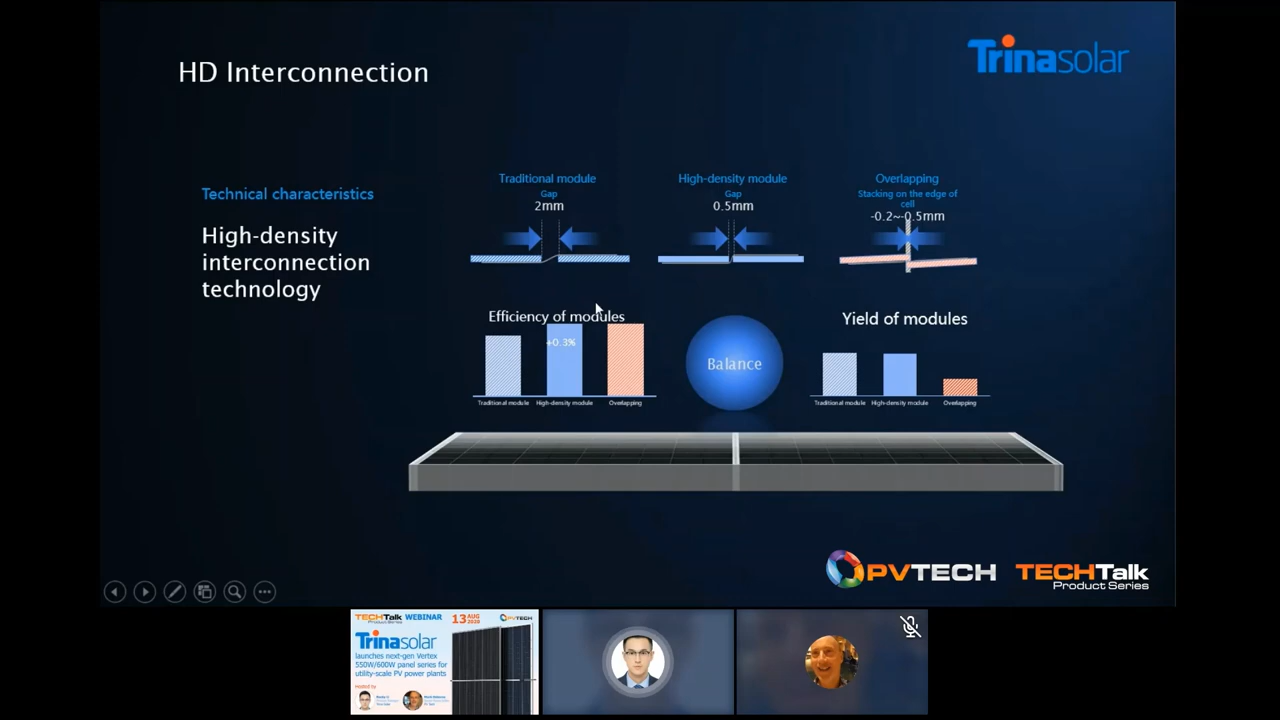 HD Interconnection
Trinasolar
Technical characteristics
High-density
interconnection
technology
Traditional module
Gap
2mm
High-density module
Gap
0.5mm
Overlapping
Stacking on the edge of
cell
-0.2~-0.5mm
Efficiency of modules
+0.3%
Traditional module
High-density module
Overlapping
Balance
Yield of modules
Traditional module
High-density module
Overlapping
PVTECH
TECHTalk
Product Series
TECHTalk WEBINAR
Product Series
13 AUG
2020
PVTECH
Trinasolar
launches next-gen Vertex
550W/600W panel series for
utility-scale PV power plants
Hosted by